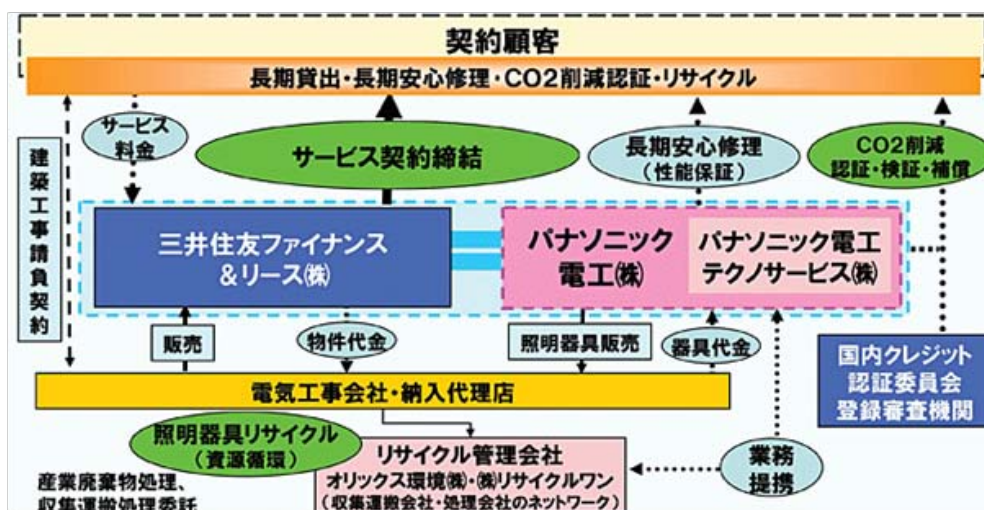 契約顧客
長期貸出・長期安心修理・CO2削減認証・リサイクル
サービス
料金
サービス契約締結
長期安心修理
(性能保証)
CO2削減
認証・検証・補償
建築工事請負契約
三井住友ファイナンス
&リース㈱
パナソニック
電工㈱
パナソニック電工
テクノサービス㈱
販売
物件代金
照明器具販売
器具代金
国内クレジット
認証委員会
登録審査機関
電気工事会社・納入代理店
照明器具リサイクル
(資源循環)
リサイクル管理会社
オリックス環境㈱・㈱リサイクルワン
(収集運搬会社・処理会社のネットワーク)
業務
提携
産業廃棄物処理、
収集運搬処理委託